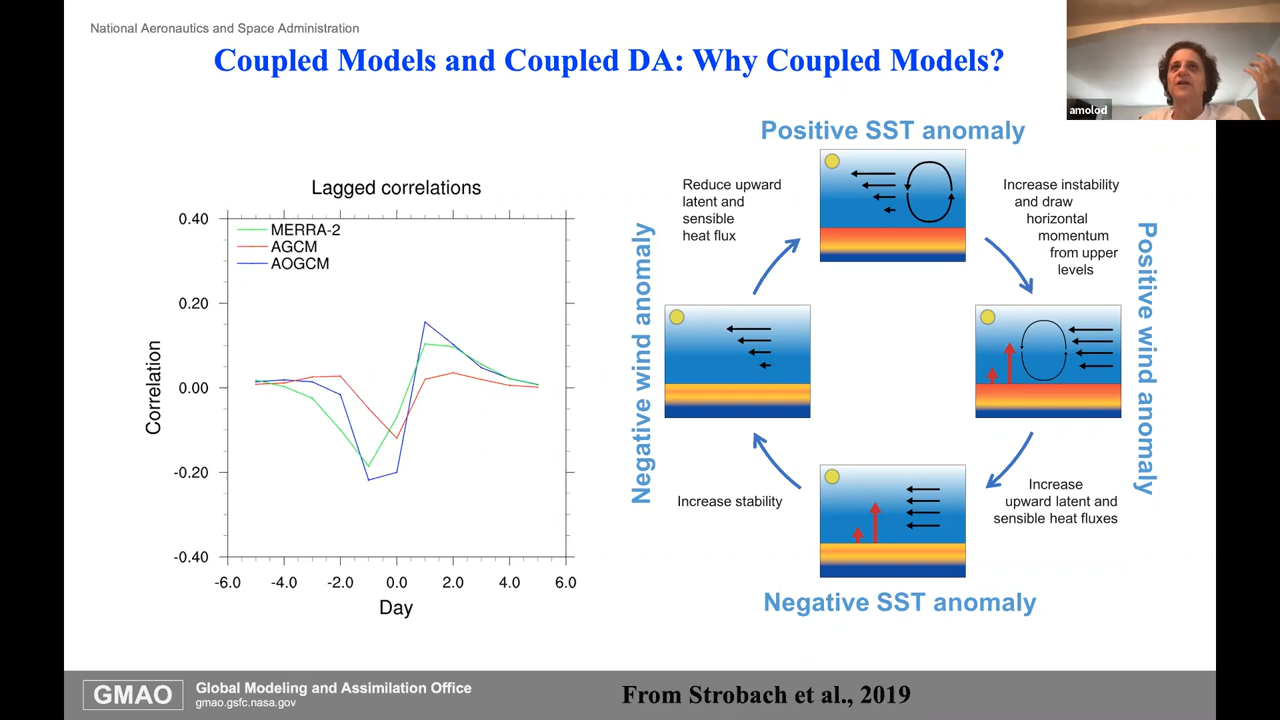 National Aeronautics and Space Administration
Coupled Models and Coupled DA: Why Coupled Models?
amolod
Lagged correlations
0.40
0.20
0.00
-0.20
-0.40
Correlation
MERRA-2
AGCM
AOGCM
-6.0
-4.0
-2.0
0.0
2.0
4.0
6.0
Day
Positive SST anomaly
Reduce upward
latent and
sensible
heat flux
Increase instability
and draw
horizontal
momentum
from upper
levels
Negative wind anomaly
Positive wind anomaly
Increase stability
Increase
upward latent and
sensible heat fluxes
Negative SST anomaly
GMAO
Global Modeling and Assimilation Office
gmao.gsfc.nasa.gov
From Strobach et al., 2019